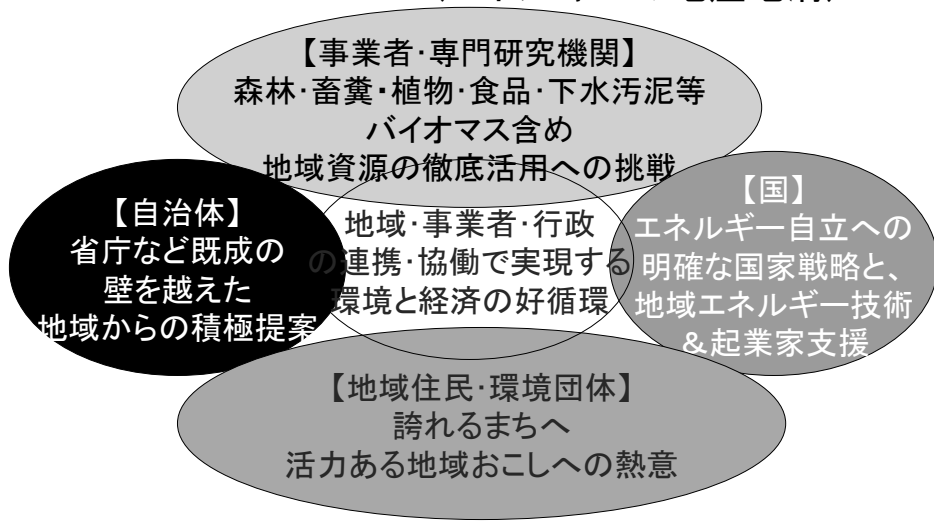 【事業者･専門研究機関】
森林･畜糞･植物･食品･下水汚泥等
バイオマス含め
地域資源の徹底活用への挑戦
【自治体】
省庁など既成の
壁を越えた
地域からの積極提案
地域･事業者･行政
の連携･協働で実現する
環境と経済の好循環
【国】
エネルギー自立への
明確な国家戦略と、
地域エネルギー技術
＆起業家支援
【地域住民･環境団体】
誇れるまちへ
活力ある地域おこしへの熱意